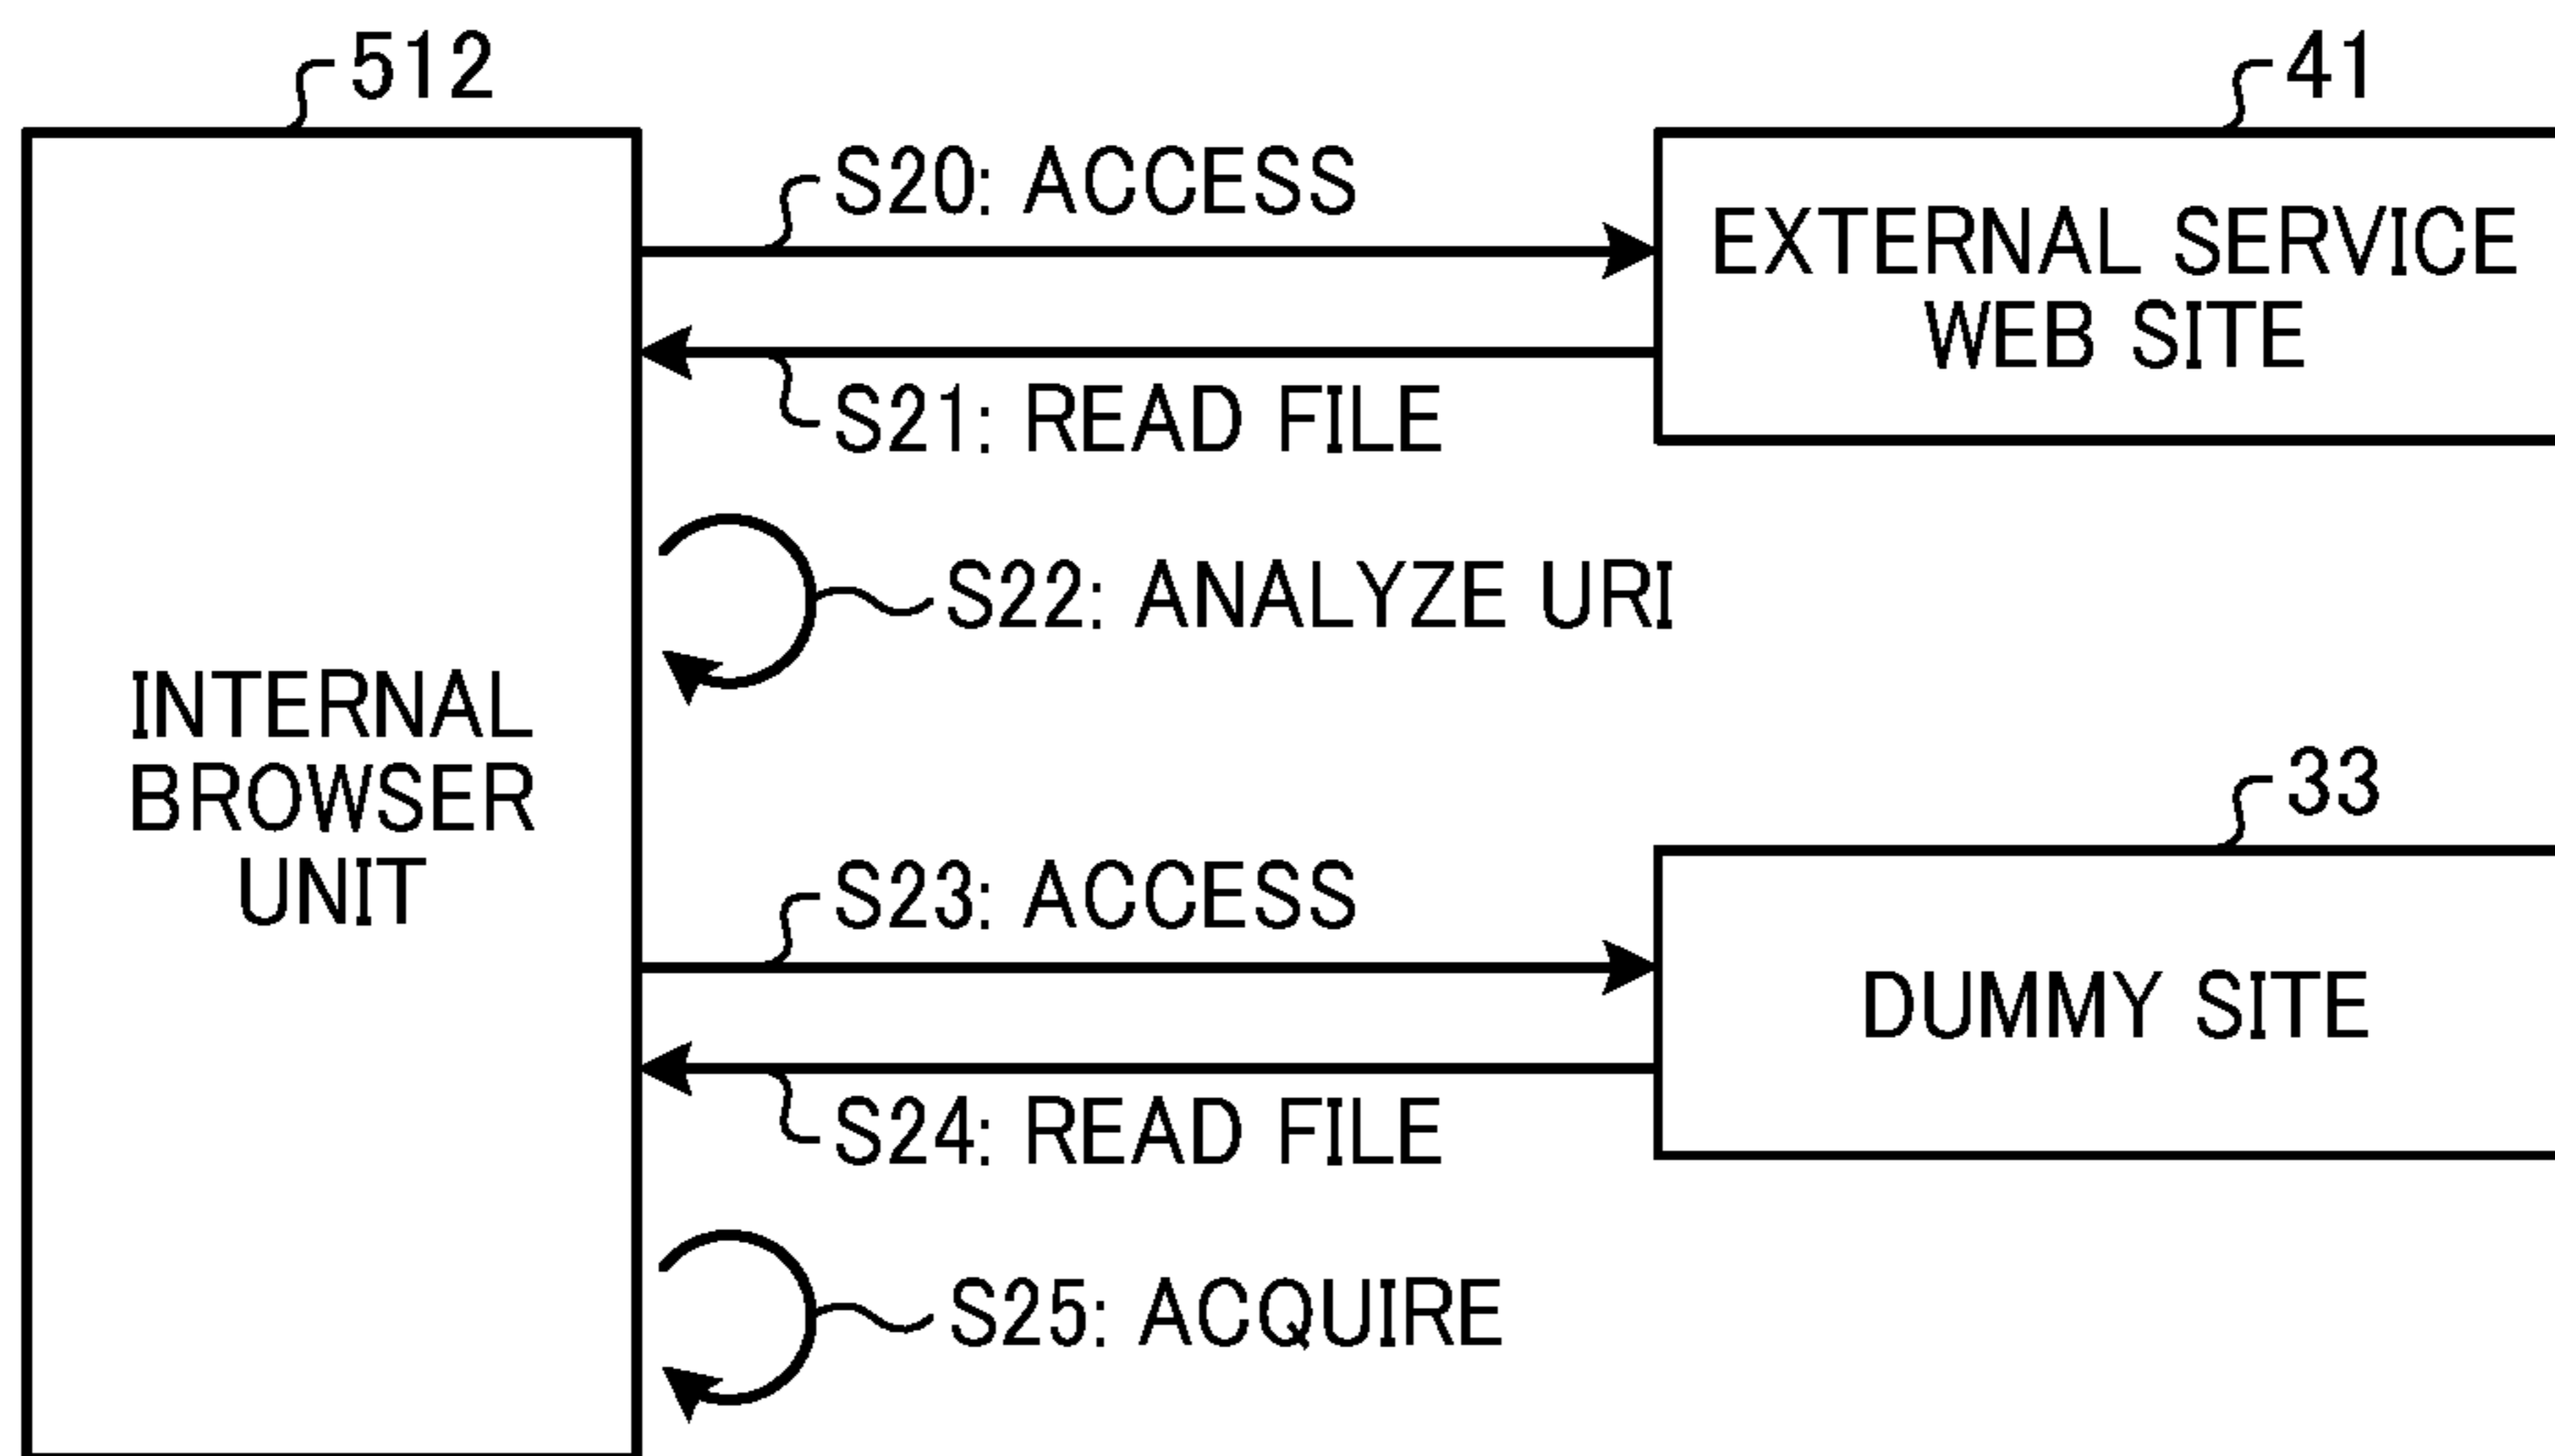 512
41
S20: ACCESS
EXTERNAL SERVICE
WEB SITE
S21: READ FILE
S22: ANALYZE URI
INTERNAL
BROWSER
UNIT
33
S23: ACCESS
DUMMY SITE
S24: READ FILE
S25: ACQUIRE